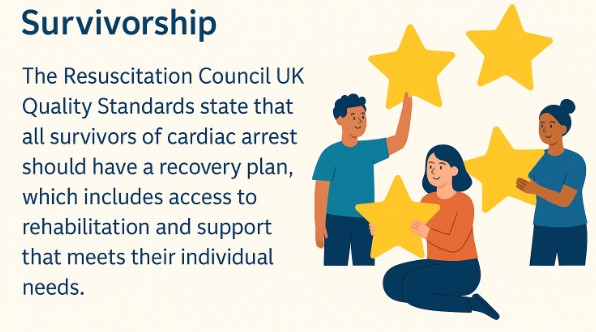 Survivorship
The Resuscitation Council UK
Quality Standards state that
all survivors of cardiac arrest
should have a recovery plan,
which includes access to
rehabilitation and support
that meets their individual
needs.